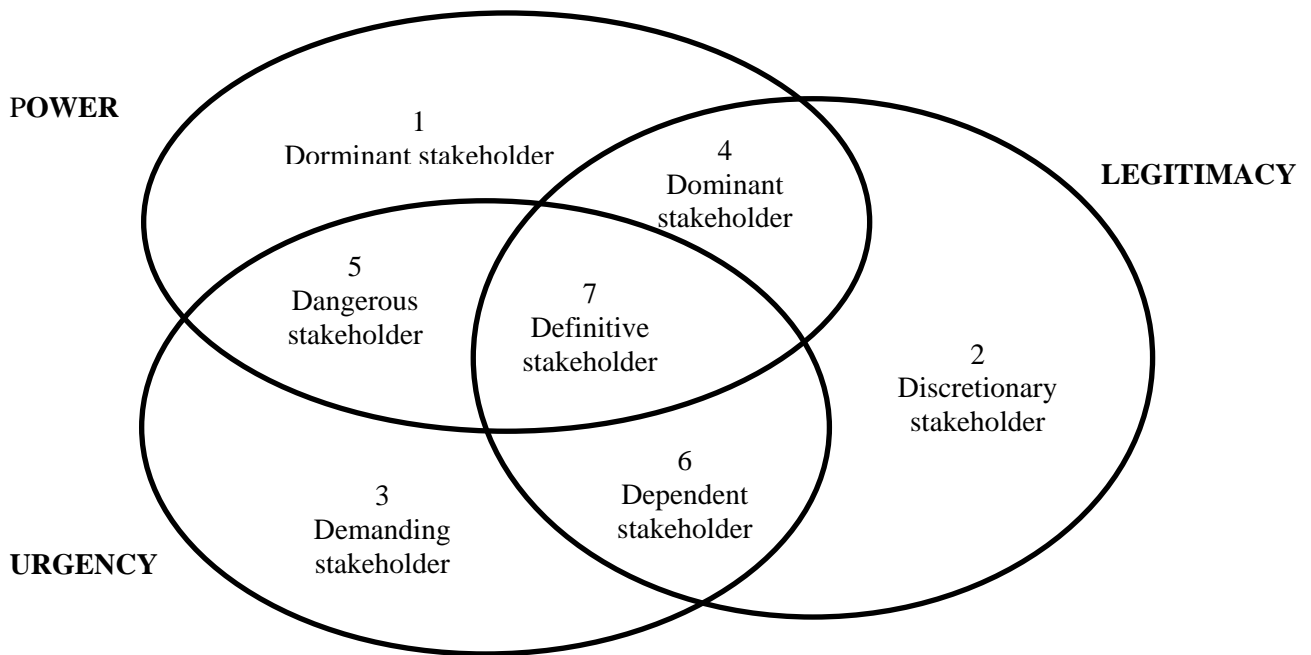 POWER
1
Dorminant stakeholder
4
Dominant
stakeholder
LEGITIMACY
5
Dangerous
stakeholder
7
Definitive
stakeholder
2
Discretionary
stakeholder
6
Dependent
stakeholder
3
Demanding
stakeholder
URGENCY